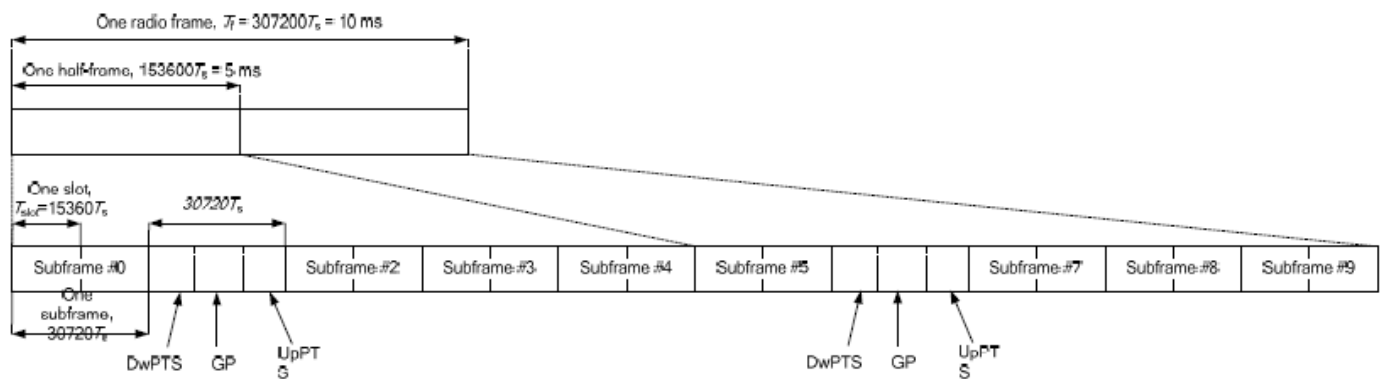 One radio frame, Tf = 307200Ts = 10 ms
One half-frame, 153600Ts = 5 ms
One slot,
Tslot=15360Ts
30720Ts
Subframe #0
Subframe #2
Subframe #3
Subframe #4
Subframe #5
Subframe #7
Subframe #8
Subframe #9
One
subframe,
30720Ts
DwPTS
GP
UpPT
S
DwPTS
GP
UpPT
S